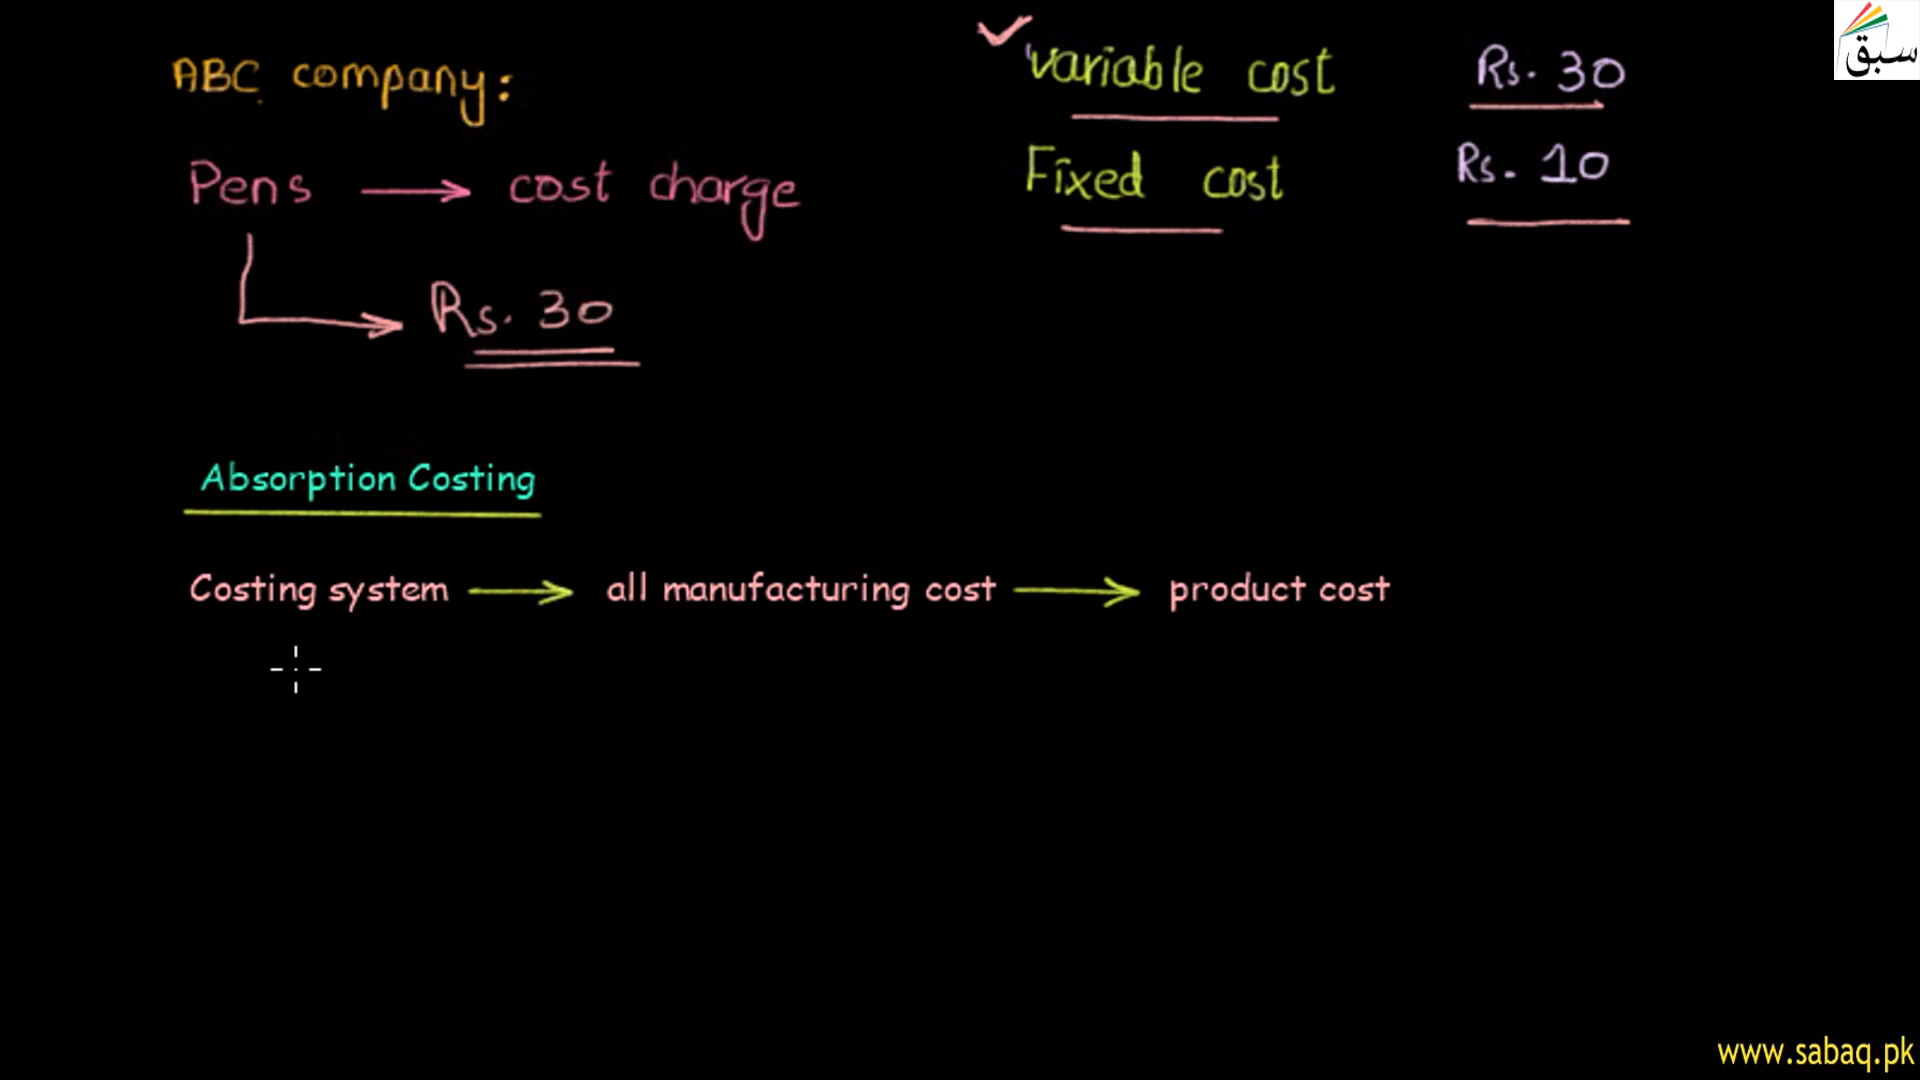 ABC company:
Pens → cost charge
Rs. 30
variable cost Rs. 30
Fixed cost Rs. 10
Absorption Costing
Costing system → all manufacturing cost → product cost
سبق
www.sabaq.pk